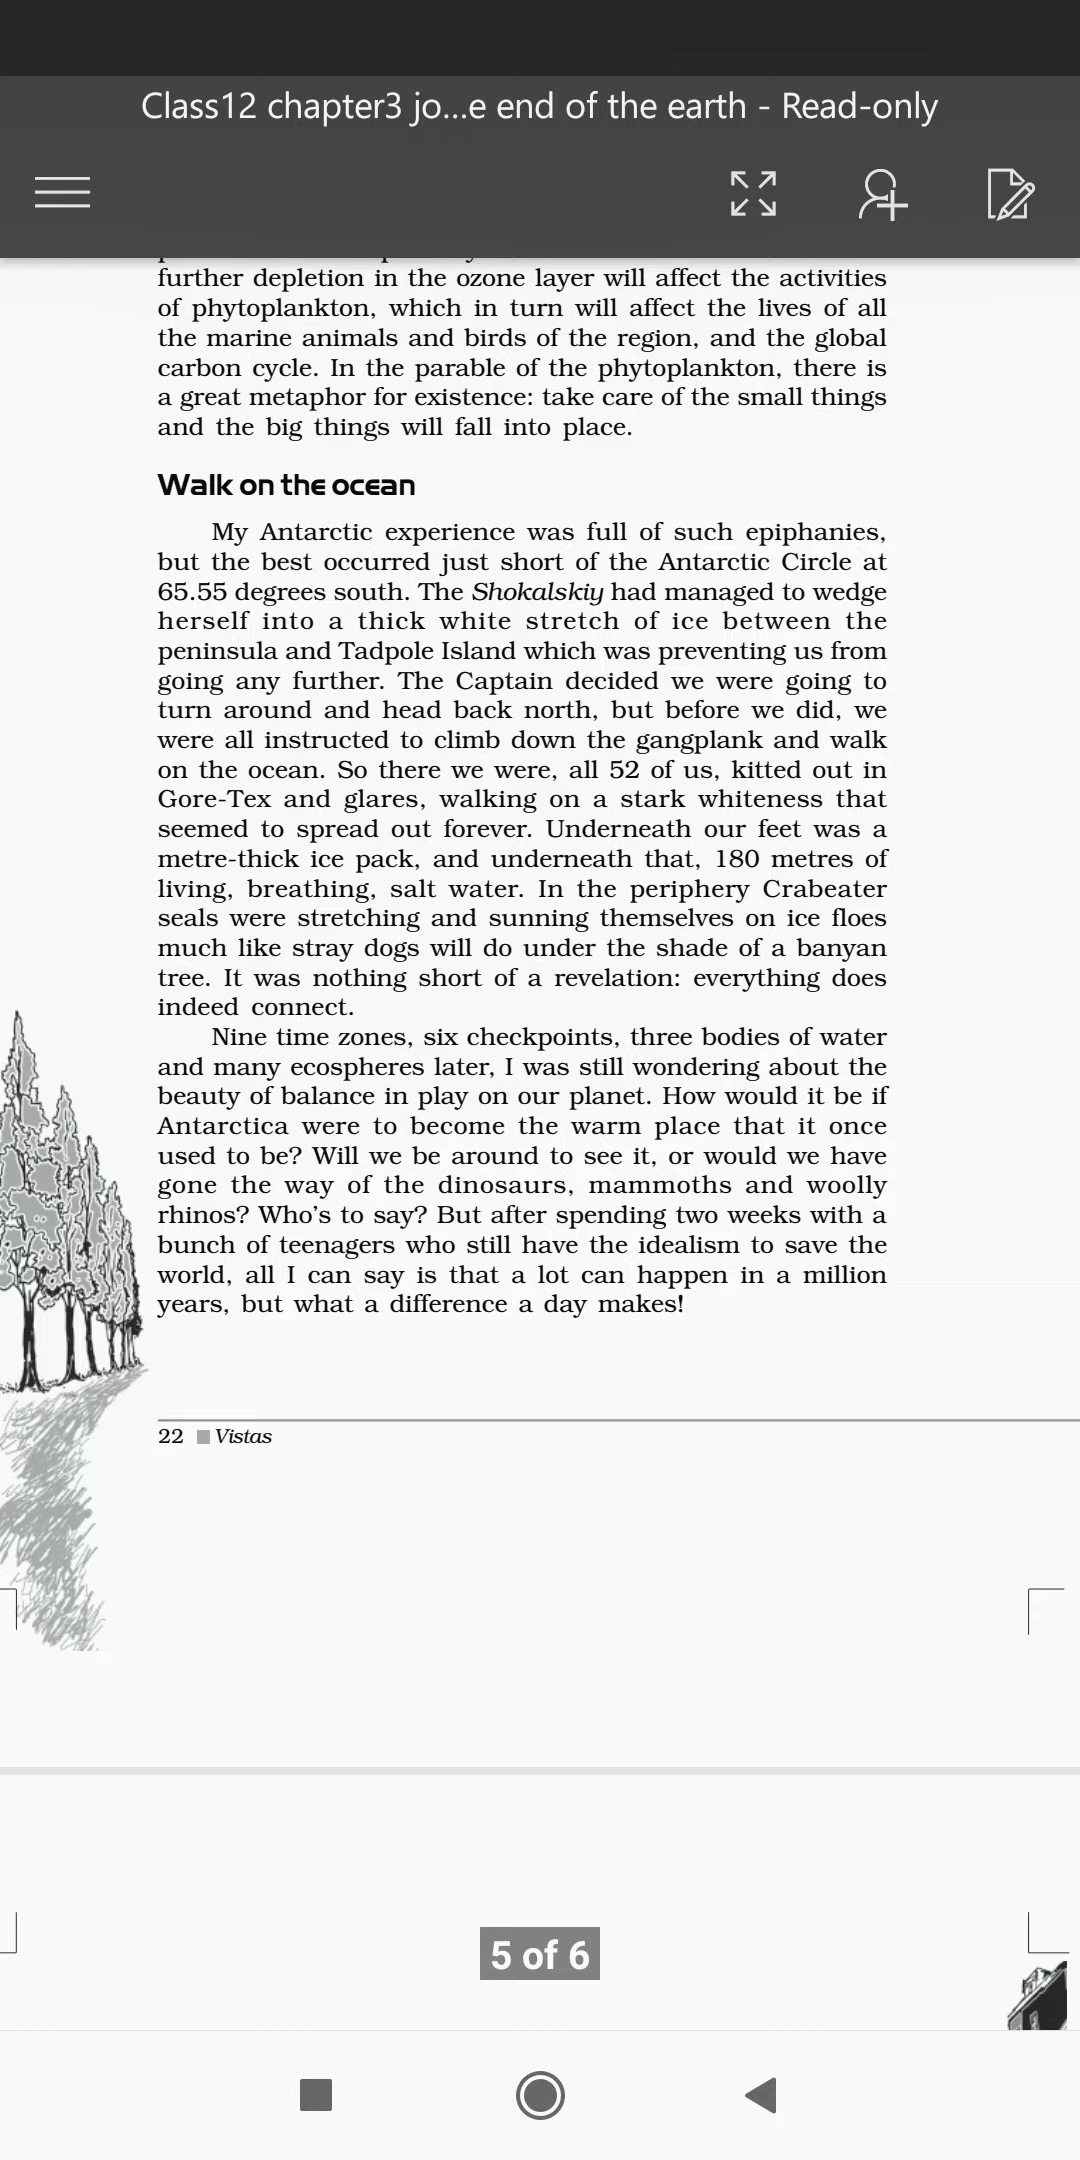 Class12 chapter3 jo...e end of the earth - Read-only
further depletion in the ozone layer will affect the activities
of phytoplankton, which in turn will affect the lives of all
the marine animals and birds of the region, and the global
carbon cycle. In the parable of the phytoplankton, there is
a great metaphor for existence: take care of the small things
and the big things will fall into place.
Walk on the ocean
My Antarctic experience was full of such epiphanies,
but the best occurred just short of the Antarctic Circle at
65.55 degrees south. The Shokalskiy had managed to wedge
herself into a thick white stretch of ice between the
peninsula and Tadpole Island which was preventing us from
going any further. The Captain decided we were going to
turn around and head back north, but before we did, we
were all instructed to climb down the gangplank and walk
on the ocean. So there we were, all 52 of us, kitted out in
Gore-Tex and glares, walking on a stark whiteness that
seemed to spread out forever. Underneath our feet was a
metre-thick ice pack, and underneath that, 180 metres of
living, breathing, salt water. In the periphery Crabeater
seals were stretching and sunning themselves on ice floes
much like stray dogs will do under the shade of a banyan
tree. It was nothing short of a revelation: everything does
indeed connect.
Nine time zones, six checkpoints, three bodies of water
and many ecospheres later, I was still wondering about the
beauty of balance in play on our planet. How would it be if
Antarctica were to become the warm place that it once
used to be? Will we be around to see it, or would we have
gone the way of the dinosaurs, mammoths and woolly
rhinos? Who's to say? But after spending two weeks with a
bunch of teenagers who still have the idealism to save the
world, all I can say is that a lot can happen in a million
years, but what a difference a day makes!
22 Vistas
5 of 6